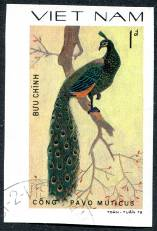 VIET NAM
1đ
BƯU CHÍNH
CÔNG PAVO MUTICUS